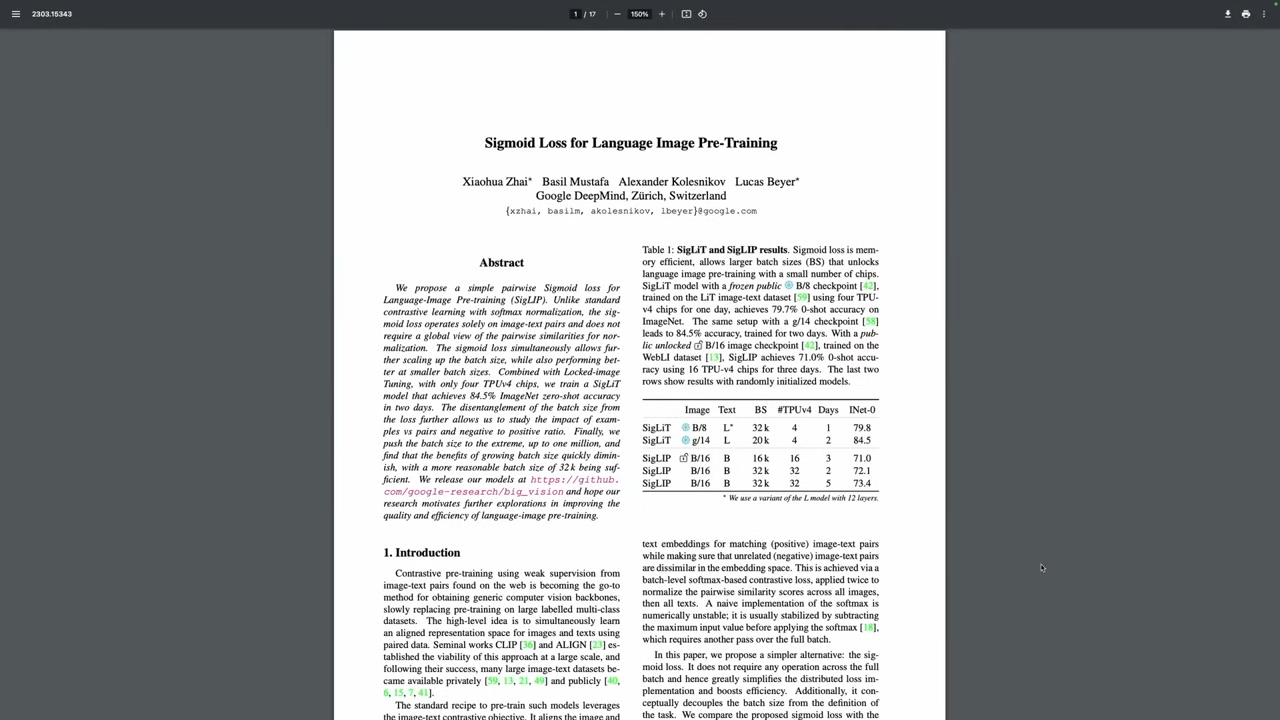 2303.15343
1 / 17
150%
Sigmoid Loss for Language Image Pre-Training
Xiaohua Zhai* Basil Mustafa Alexander Kolesnikov Lucas Beyer*
Google DeepMind, Zürich, Switzerland
{xzhai, basilm, akolesnikov, lbeyer}@google.com
Abstract
We propose a simple pairwise Sigmoid loss for
Language-Image Pre-training (SigLIP). Unlike standard
contrastive learning with softmax normalization, the sig-
moid loss operates solely on image-text pairs and does not
require a global view of the pairwise similarities for nor-
malization. The sigmoid loss simultaneously allows fur-
ther scaling up the batch size, while also performing bet-
ter at smaller batch sizes. Combined with Locked-image
Tuning, with only four TPUv4 chips, we train a SigLiT
model that achieves 84.5% ImageNet zero-shot accuracy
in two days. The disentanglement of the batch size from
the loss further allows us to study the impact of exam-
ples vs pairs and negative to positive ratio. Finally, we
push the batch size to the extreme, up to one million, and
find that the benefits of growing batch size quickly dimin-
ish, with a more reasonable batch size of 32 k being suf-
ficient. We release our models at https://github.
com/google-research/big_vision and hope our
research motivates further explorations in improving the
quality and efficiency of language-image pre-training.
1. Introduction
Contrastive pre-training using weak supervision from
image-text pairs found on the web is becoming the go-to
method for obtaining generic computer vision backbones,
slowly replacing pre-training on large labelled multi-class
datasets. The high-level idea is to simultaneously learn
an aligned representation space for images and texts using
paired data. Seminal works CLIP [36] and ALIGN [23] es-
tablished the viability of this approach at a large scale, and
following their success, many large image-text datasets be-
came available privately [59, 13, 21, 49] and publicly [40,
6, 15, 7, 41].
The standard recipe to pre-train such models leverages
the image-text contrastive objective. It aligns the image and
Table 1: SigLiT and SigLIP results. Sigmoid loss is mem-
ory efficient, allows larger batch sizes (BS) that unlocks
language image pre-training with a small number of chips.
SigLiT model with a frozen public B/8 checkpoint [42],
trained on the LiT image-text dataset [59] using four TPU-
v4 chips for one day, achieves 79.7% 0-shot accuracy on
ImageNet. The same setup with a g/14 checkpoint [58]
leads to 84.5% accuracy, trained for two days. With a pub-
lic unlocked B/16 image checkpoint [42], trained on the
WebLI dataset [13], SigLIP achieves 71.0% 0-shot accu-
racy using 16 TPU-v4 chips for three days. The last two
rows show results with randomly initialized models.
Image Text BS #TPUv4 Days INet-0
SigLiT B/8 L* 32 k 4 1 79.8
SigLiT g/14 L 20 k 4 2 84.5
SigLIP B/16 B 16 k 16 3 71.0
SigLIP B/16 B 32 k 32 2 72.1
SigLIP B/16 B 32 k 32 5 73.4
* We use a variant of the L model with 12 layers.
text embeddings for matching (positive) image-text pairs
while making sure that unrelated (negative) image-text pairs
are dissimilar in the embedding space. This is achieved via a
batch-level softmax-based contrastive loss, applied twice to
normalize the pairwise similarity scores across all images,
then all texts. A naive implementation of the softmax is
numerically unstable; it is usually stabilized by subtracting
the maximum input value before applying the softmax [18],
which requires another pass over the full batch.
In this paper, we propose a simpler alternative: the sig-
moid loss. It does not require any operation across the full
batch and hence greatly simplifies the distributed loss im-
plementation and boosts efficiency. Additionally, it con-
ceptually decouples the batch size from the definition of
the task. We compare the proposed sigmoid loss with the